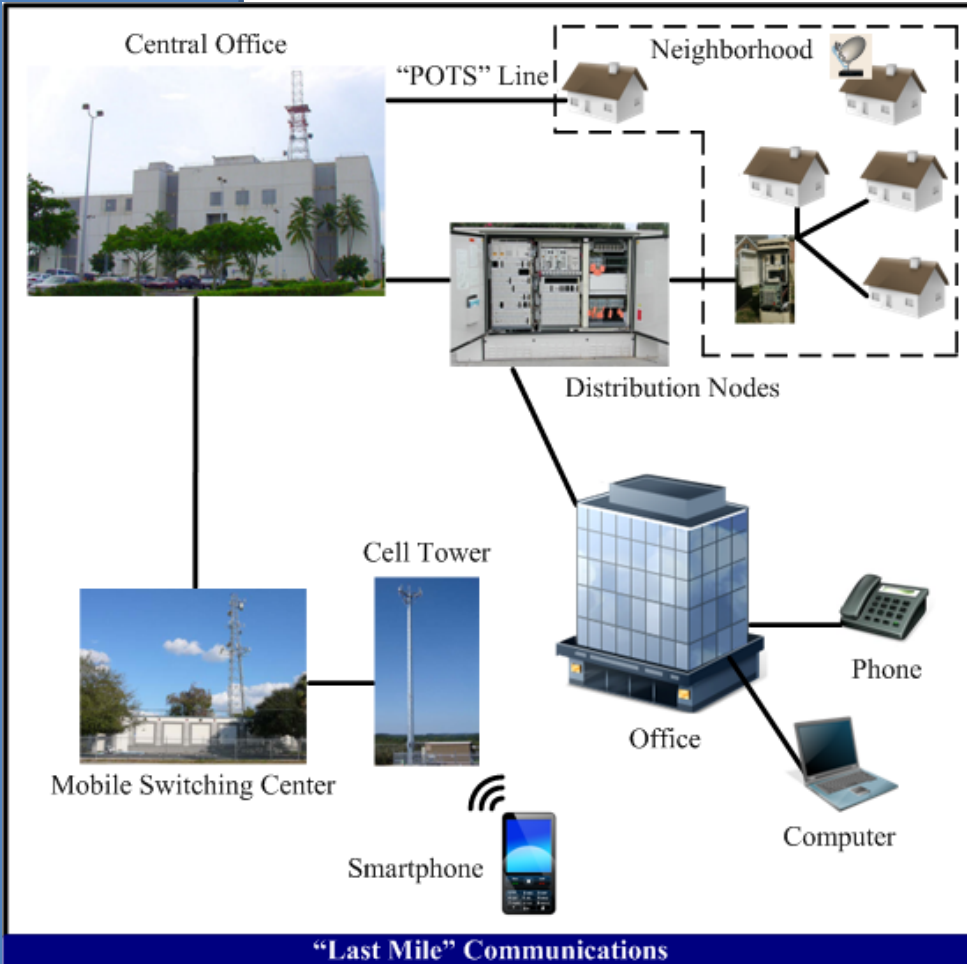 Central Office
“POTS” Line
Neighborhood
Distribution Nodes
Cell Tower
Mobile Switching Center
Office
Phone
Computer
Smartphone
“Last Mile” Communications